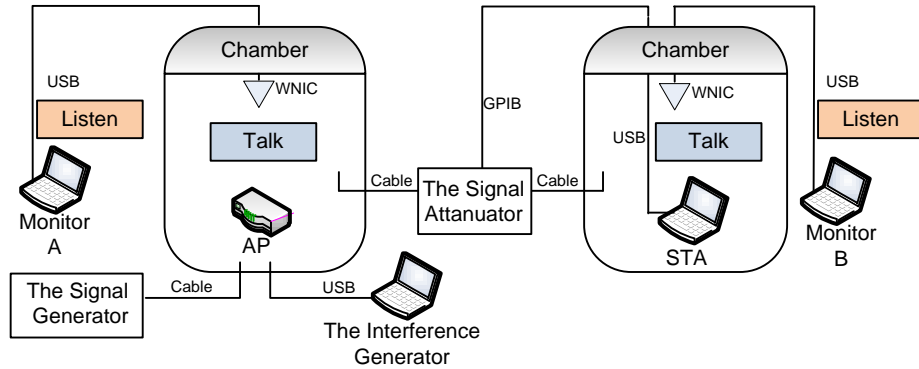 Chamber
USB
WNIC
Listen
Talk
Monitor
A
AP
The Signal
Generator
Cable
USB
The Interference
Generator
Cable
The Signal
Attanuator
Cable
GPIB
Chamber
WNIC
USB
Talk
STA
USB
Listen
Monitor
B